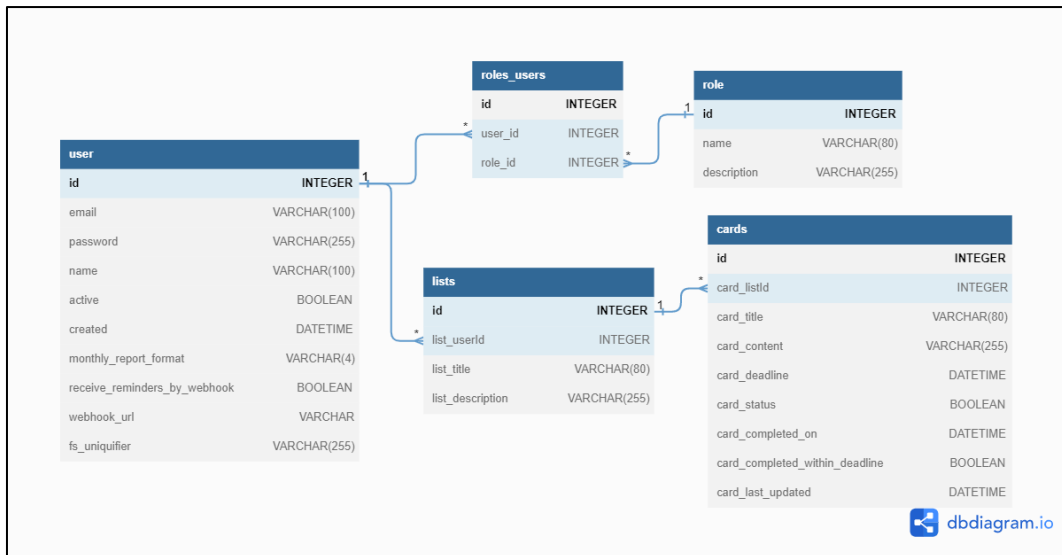 roles_users
id INTEGER
user_id INTEGER
role_id INTEGER
role
id INTEGER
name VARCHAR(80)
description VARCHAR(255)
user
id INTEGER
email VARCHAR(100)
password VARCHAR(255)
name VARCHAR(100)
active BOOLEAN
created DATETIME
monthly_report_format VARCHAR(4)
receive_reminders_by_webhook BOOLEAN
webhook_url VARCHAR
fs_uniquifier VARCHAR(255)
1
*
*
1
*
lists
id INTEGER
list_userId INTEGER
list_title VARCHAR(80)
list_description VARCHAR(255)
1
*
cards
id INTEGER
card_listId INTEGER
card_title VARCHAR(80)
card_content VARCHAR(255)
card_deadline DATETIME
card_status BOOLEAN
card_completed_on DATETIME
card_completed_within_deadline BOOLEAN
card_last_updated DATETIME
dbdiagram.io